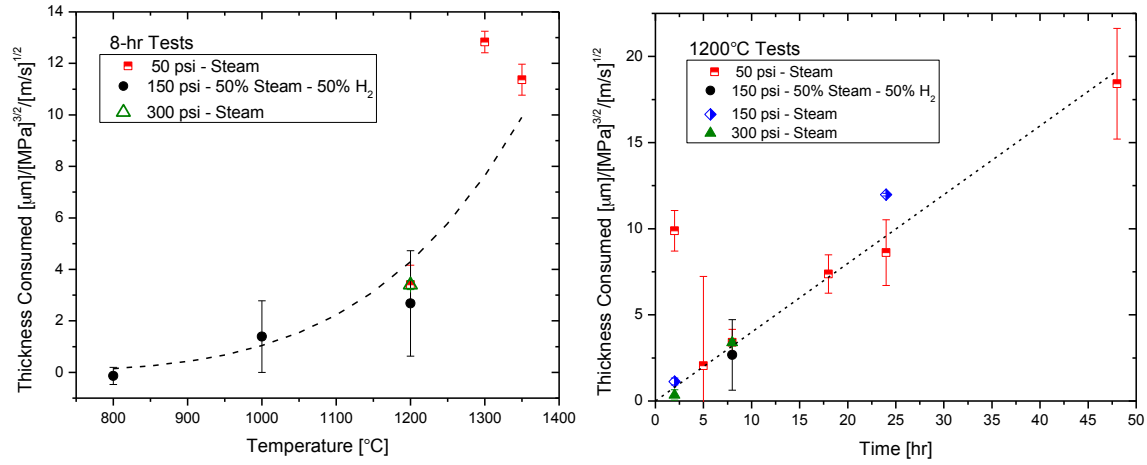 8-hr Tests
50 psi - Steam
150 psi - 50% Steam - 50% H2
300 psi - Steam
14
13
12
10
8
6
4
2
0
800
900
1000
1100
1200
1300
1400
Thickness Consumed [μm]/[MPa]^3/2/[m/s]^1/2
Temperature [°C]
1200°C Tests
50 psi - Steam
150 psi - 50% Steam - 50% H2
150 psi - Steam
300 psi - Steam
20
15
10
5
0
0
5
10
15
20
25
30
35
40
45
50
Thickness Consumed [μm]/[MPa]^3/2/[m/s]^1/2
Time [hr]